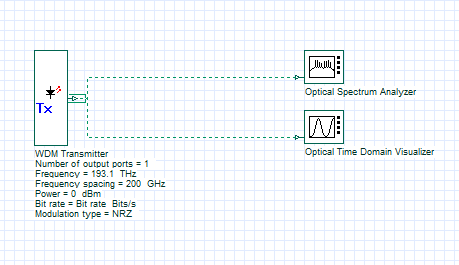 Optical Spectrum Analyzer
Tx
Optical Time Domain Visualizer
WDM Transmitter
Number of output ports = 1
Frequency = 193.1 THz
Frequency spacing = 200 GHz
Power = 0 dBm
Bit rate = Bit rate Bits/s
Modulation type = NRZ